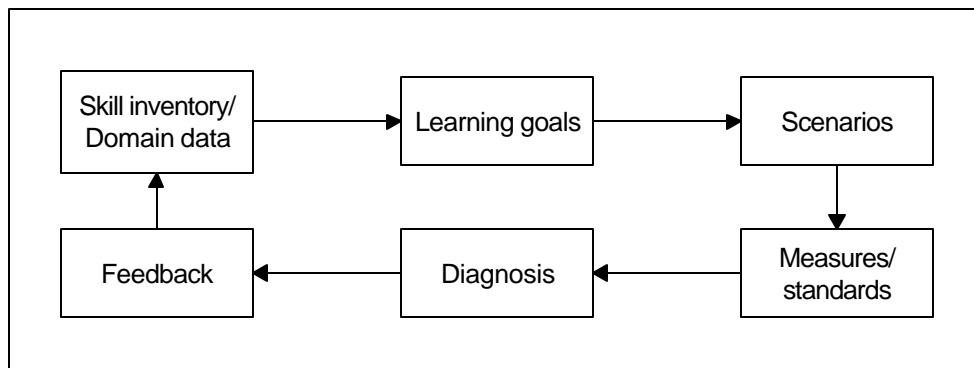 Skill inventory/
Domain data
Learning goals
Scenarios
Feedback
Diagnosis
Measures/
standards